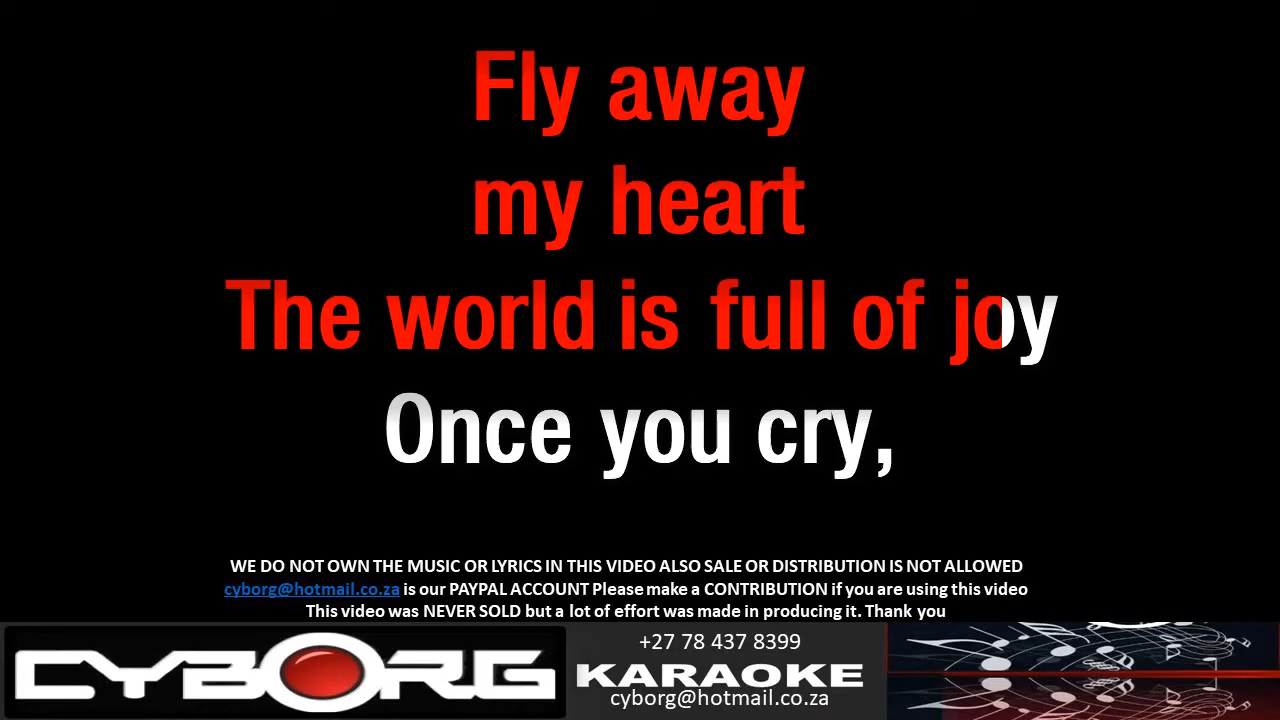 Fly away
my heart
The world is full of joy
Once you cry,
WE DO NOT OWN THE MUSIC OR LYRICS IN THIS VIDEO ALSO SALE OR DISTRIBUTION IS NOT ALLOWED
cyborg@hotmail.co.za is our PAYPAL ACCOUNT Please make a CONTRIBUTION if you are using this video
This video was NEVER SOLD but a lot of effort was made in producing it. Thank you
CYBORG
+27 78 437 8399
KARAOKE
cyborg@hotmail.co.za